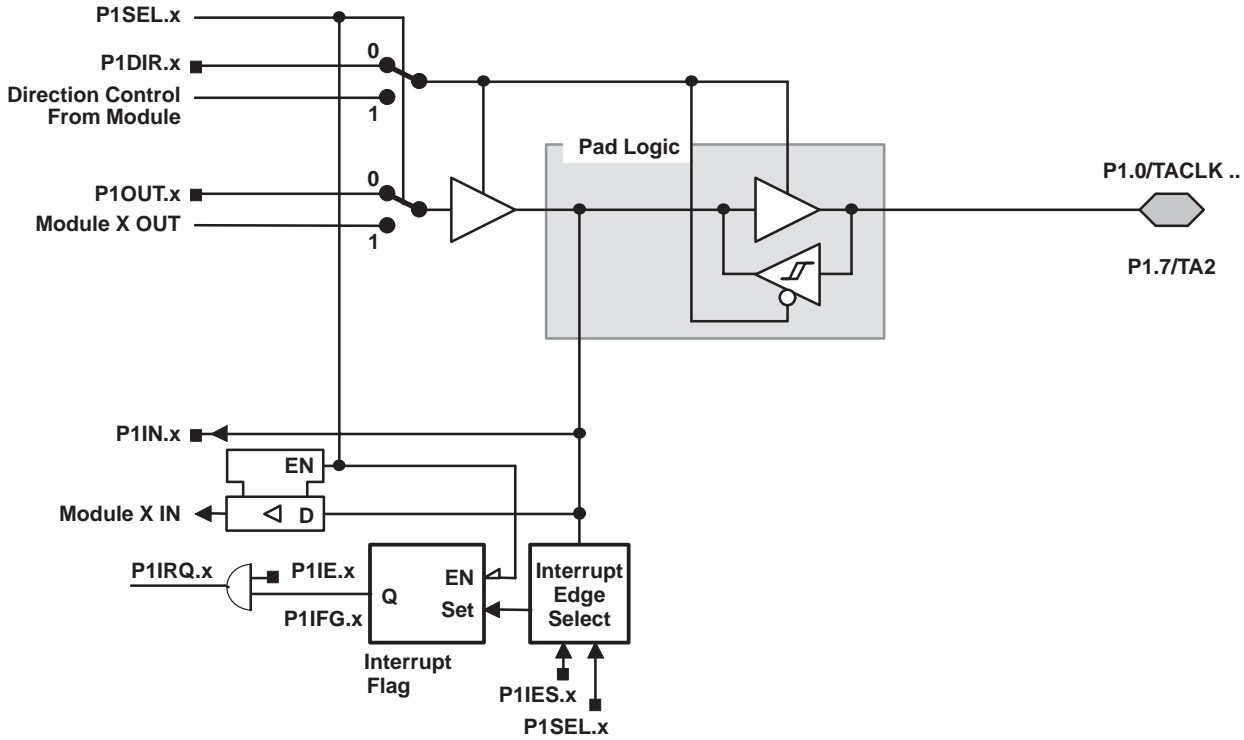 P1SEL.x
P1DIR.x
0
Direction Control
From Module
1
Pad Logic
P1OUT.x
0
Module X OUT
1
P1.0/TACLK ..
P1.7/TA2
P1IN.x
EN
Module X IN
D
P1IRQ.x
P1IE.x
P1IFG.x
Q
EN
Set
Interrupt
Flag
Interrupt
Edge
Select
P1IES.x
P1SEL.x